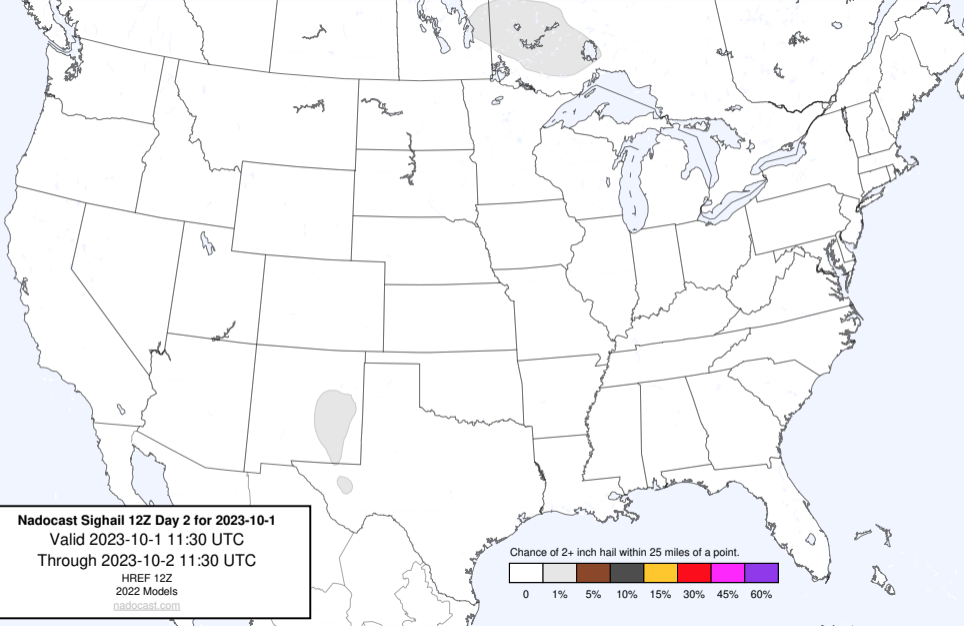 Nadocast Sighail 12Z Day 2 for 2023-10-1
Valid 2023-10-1 11:30 UTC
Through 2023-10-2 11:30 UTC
HREF 12Z
2022 Models
nadocast.com
Chance of 2+ inch hail within 25 miles of a point.
0 1% 5% 10% 15% 30% 45% 60%